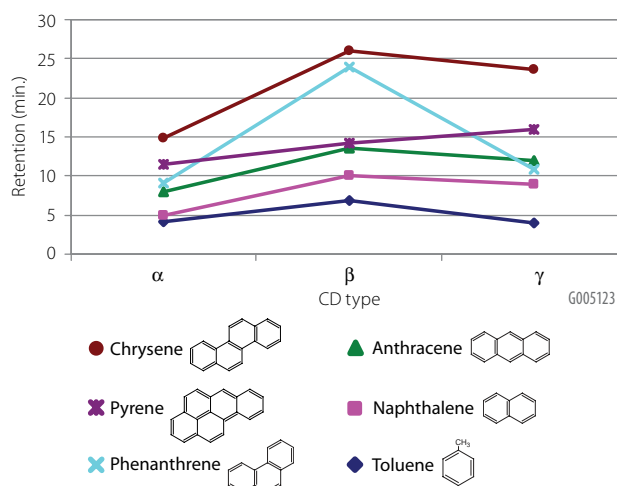 30
25
20
15
10
5
0
Retention (min.)
α β γ
CD type
G005123
Chrysene Anthracene
Pyrene Naphthalene
Phenanthrene Toluene
CH₃